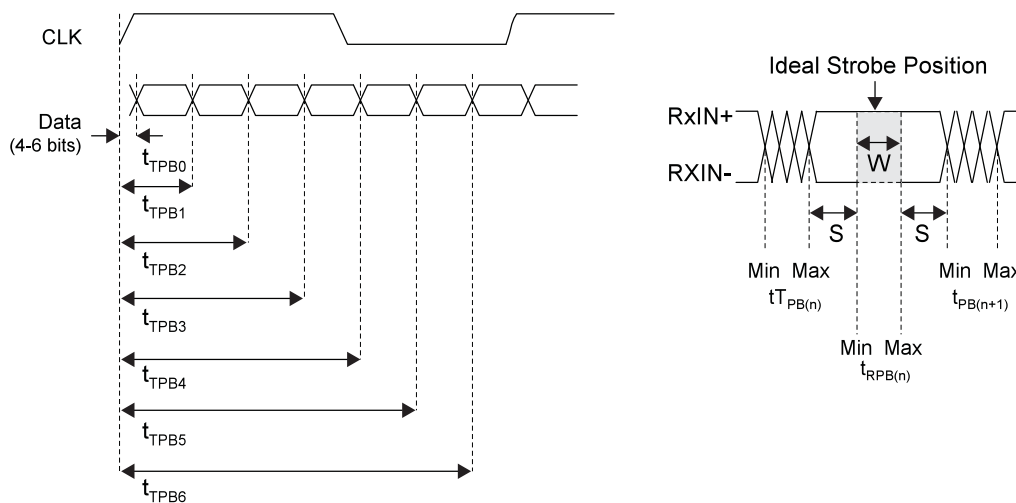 CLK
Data
(4-6 bits)
tTPB0
tTPB1
tTPB2
tTPB3
tTPB4
tTPB5
tTPB6
Ideal Strobe Position
RxIN+
RXIN-
W
S S
Min Max Min Max
tTPB(n) tPB(n+1)
Min Max
tRPB(n)